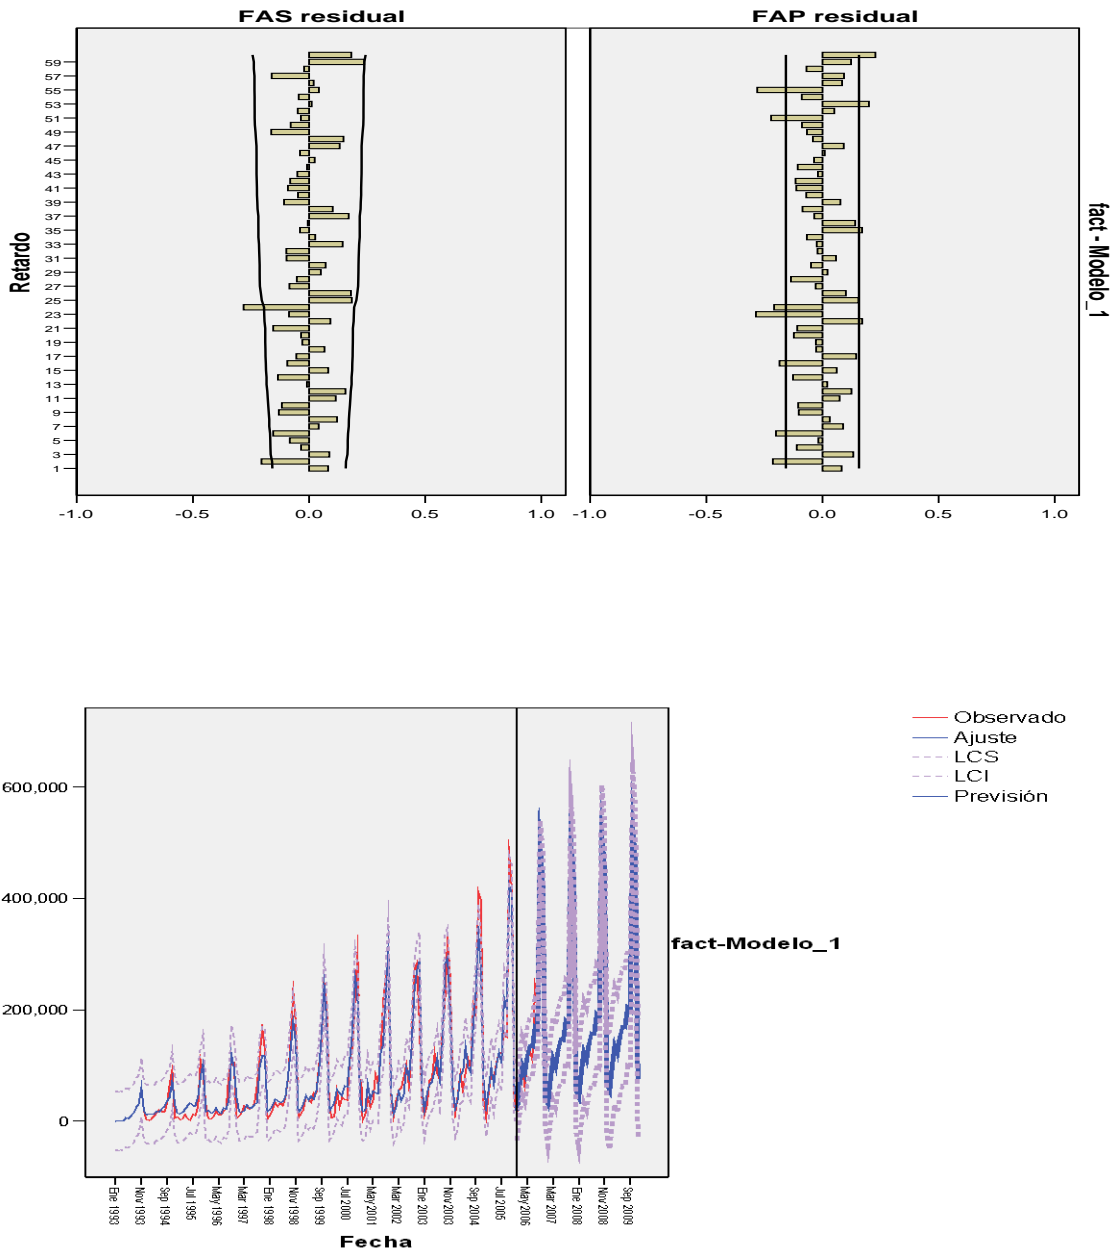 FAS residual
FAP residual
Retardo
59
57
55
53
51
49
47
45
43
41
39
37
35
33
31
29
27
25
23
21
19
17
15
13
11
9
7
5
3
1
fact - Modelo_1
-1.0 -0.5 0.0 0.5 1.0
-1.0 -0.5 0.0 0.5 1.0
Observado
Ajuste
LCS
LCI
Previsión
600,000
400,000
200,000
0
fact-Modelo_1
Ene 1993
Nov 1993
Sep 1994
Jul 1995
May 1996
Mar 1997
Ene 1998
Nov 1998
Sep 1999
Jul 2000
May 2001
Mar 2002
Ene 2003
Nov 2003
Sep 2004
Jul 2005
May 2006
Mar 2007
Ene 2008
Nov 2008
Sep 2009
Fecha